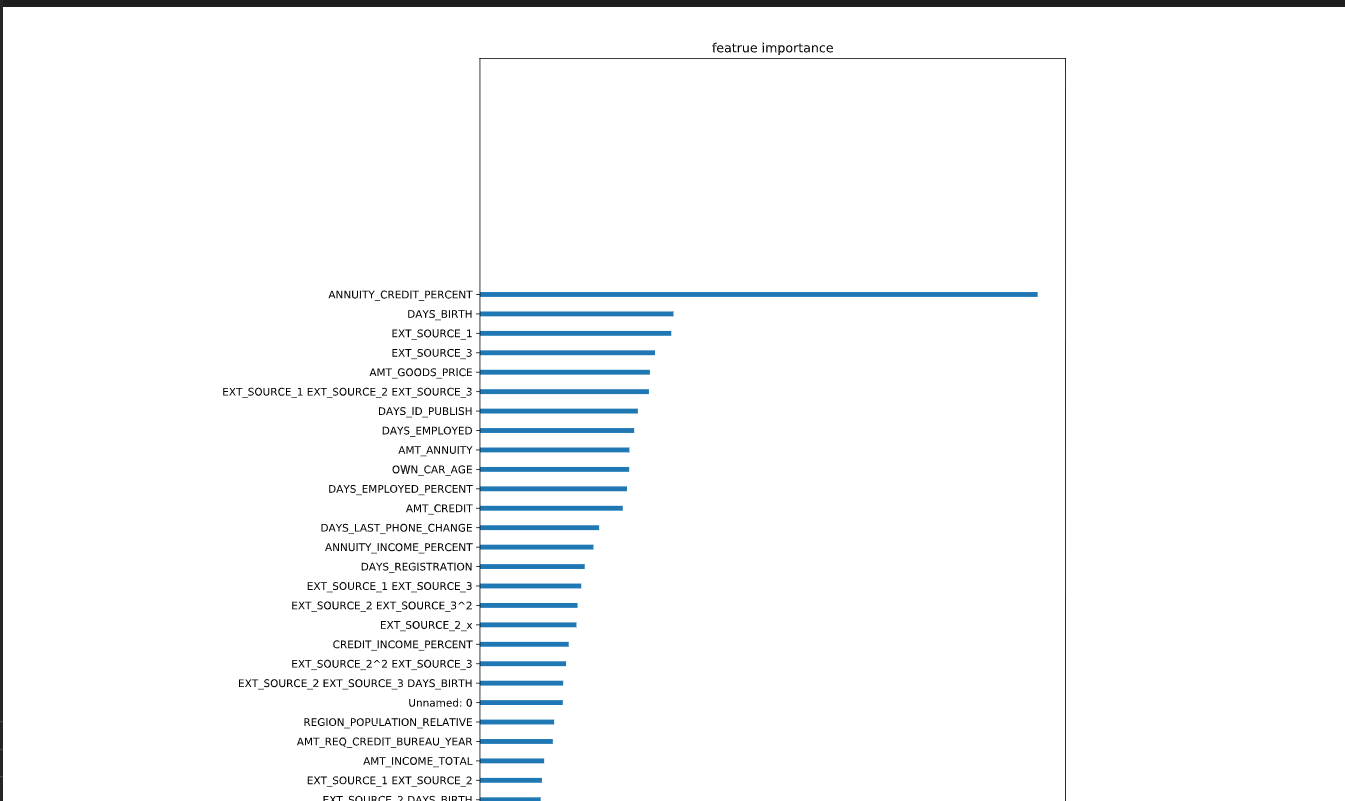 featrue importance
ANNUITY_CREDIT_PERCENT
DAYS_BIRTH
EXT_SOURCE_1
EXT_SOURCE_3
AMT_GOODS_PRICE
EXT_SOURCE_1 EXT_SOURCE_2 EXT_SOURCE_3
DAYS_ID_PUBLISH
DAYS_EMPLOYED
AMT_ANNUITY
OWN_CAR_AGE
DAYS_EMPLOYED_PERCENT
AMT_CREDIT
DAYS_LAST_PHONE_CHANGE
ANNUITY_INCOME_PERCENT
DAYS_REGISTRATION
EXT_SOURCE_1 EXT_SOURCE_3
EXT_SOURCE_2 EXT_SOURCE_3^2
EXT_SOURCE_2_x
CREDIT_INCOME_PERCENT
EXT_SOURCE_2^2 EXT_SOURCE_3
EXT_SOURCE_2 EXT_SOURCE_3 DAYS_BIRTH
Unnamed: 0
REGION_POPULATION_RELATIVE
AMT_REQ_CREDIT_BUREAU_YEAR
AMT_INCOME_TOTAL
EXT_SOURCE_1 EXT_SOURCE_2
EXT_SOURCE_2 DAYS_BIRTH